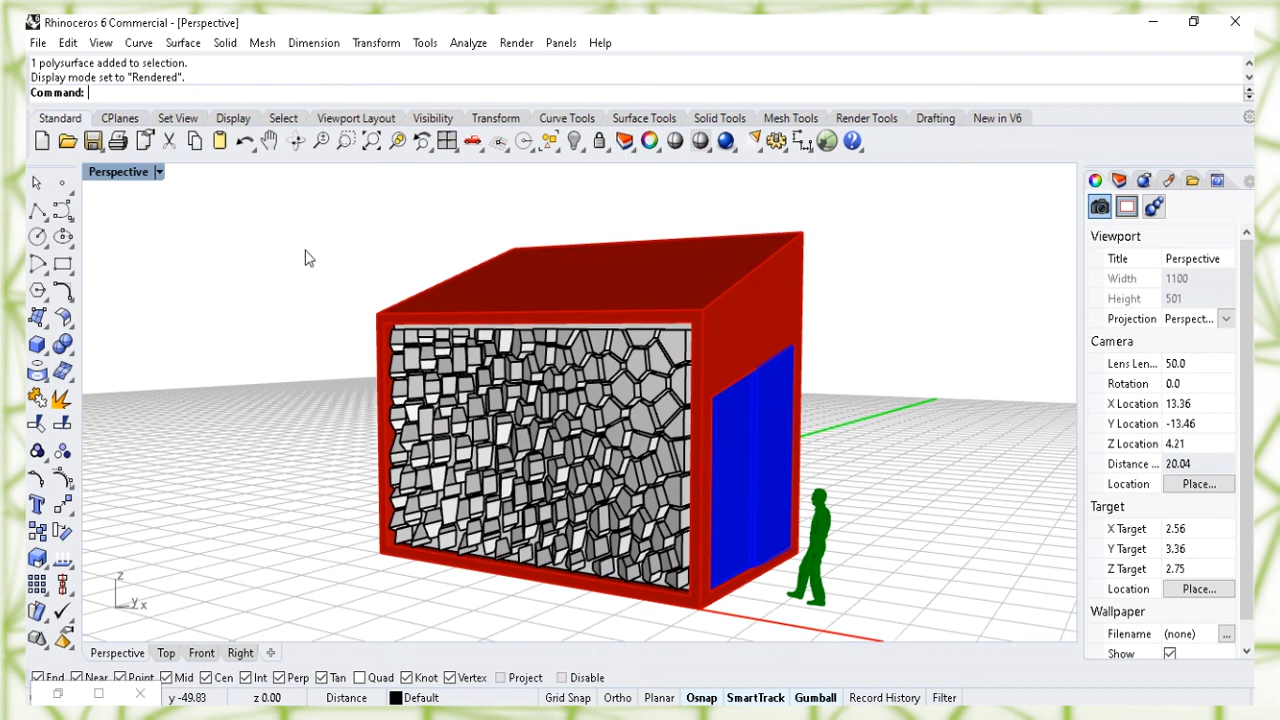 Rhinoceros 6 Commercial - [Perspective]
File Edit View Curve Surface Solid Mesh Dimension Transform Tools Analyze Render Panels Help
1 polysurface added to selection.
Display mode set to "Rendered".
Command:
Standard CPlanes Set View Display Select Viewport Layout Visibility Transform Curve Tools Surface Tools Solid Tools Mesh Tools Render Tools Drafting New in V6
Perspective
Viewport
Title Perspective
Width 1100
Height 501
Projection Perspect...
Camera
Lens Len... 50.0
Rotation 0.0
X Location 13.36
Y Location -13.46
Z Location 4.21
Distance ... 20.04
Location Place...
Target
X Target 2.56
Y Target 3.36
Z Target 2.75
Location Place...
Wallpaper
Filename (none) ...
Show
z
y x
Perspective Top Front Right
End Near Point Mid Cen Int Perp Tan Quad Knot Vertex Project Disable
y -49.83 z 0.00 Distance Default Grid Snap Ortho Planar Osnap SmartTrack Gumball Record History Filter